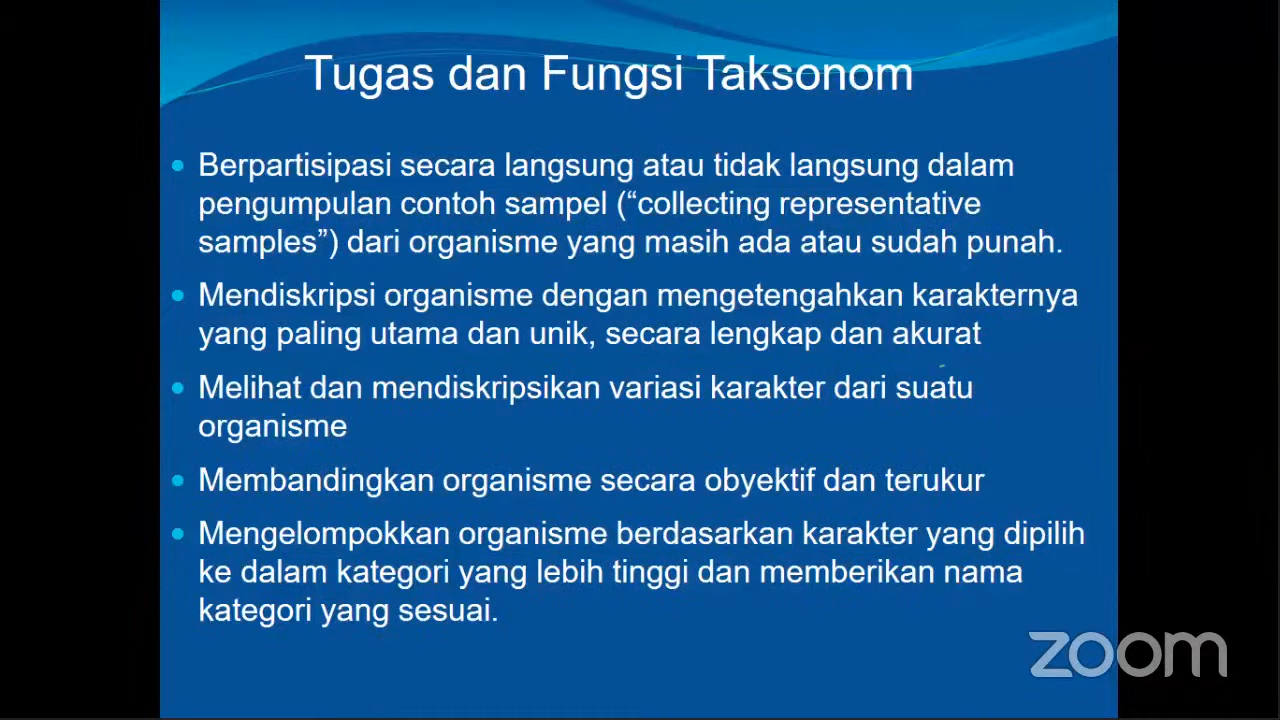 Tugas dan Fungsi Taksonom
Berpartisipasi secara langsung atau tidak langsung dalam
pengumpulan contoh sampel (“collecting representative
samples”) dari organisme yang masih ada atau sudah punah.
Mendiskripsi organisme dengan mengetengahkan karakternya
yang paling utama dan unik, secara lengkap dan akurat
Melihat dan mendiskripsikan variasi karakter dari suatu
organisme
Membandingkan organisme secara obyektif dan terukur
Mengelompokkan organisme berdasarkan karakter yang dipilih
ke dalam kategori yang lebih tinggi dan memberikan nama
kategori yang sesuai.
zoom